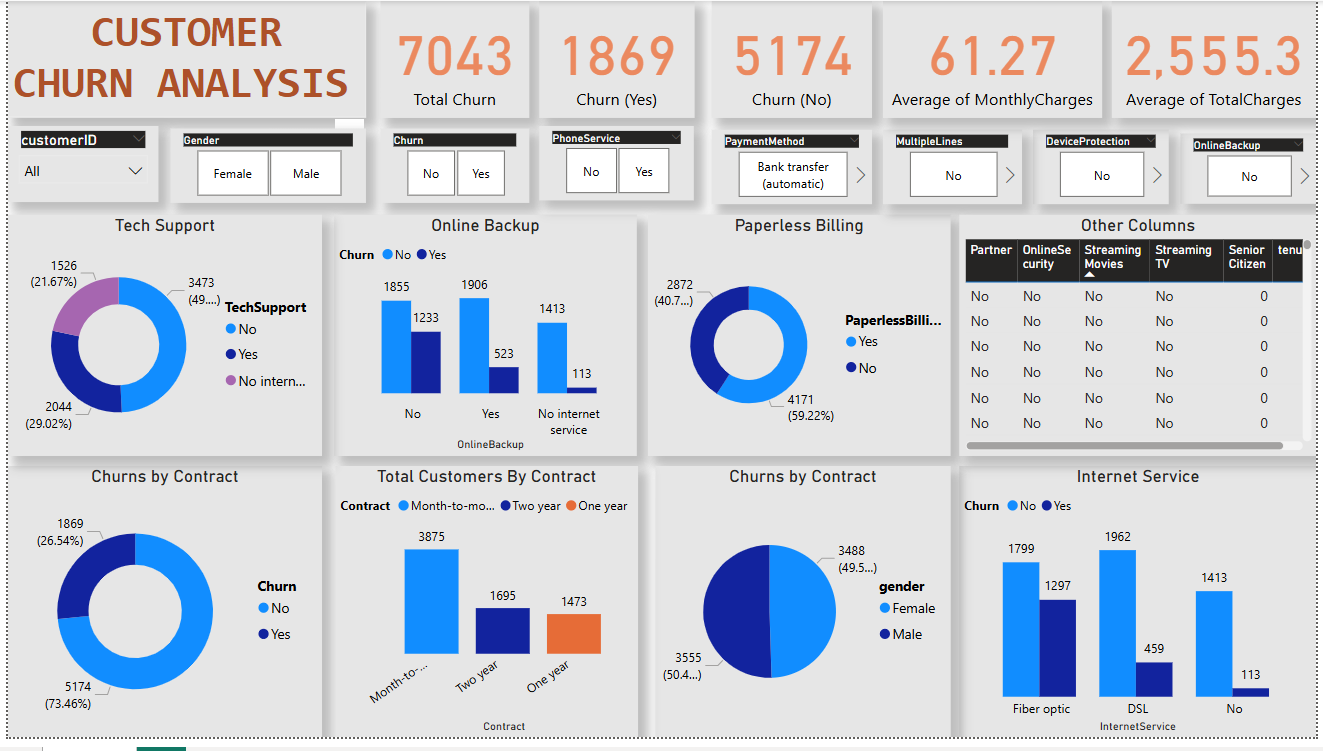 CUSTOMER
CHURN ANALYSIS
7043
Total Churn
1869
Churn (Yes)
5174
Churn (No)
61.27
Average of MonthlyCharges
2,555.3
Average of TotalCharges
customerID
All
Gender
Female
Male
Churn
No
Yes
PhoneService
No
Yes
PaymentMethod
Bank transfer
(automatic)
MultipleLines
No
DeviceProtection
No
OnlineBackup
No
Tech Support
1526
(21.67%)
3473
(49....)
2044
(29.02%)
TechSupport
No
Yes
No intern...
Online Backup
Churn No Yes
1855
1233
1906
523
1413
113
No
Yes
No internet
service
OnlineBackup
Paperless Billing
2872
(40.7...)
4171
(59.22%)
PaperlessBilli...
Yes
No
Other Columns
Partner OnlineSe Streaming Streaming Senior tenu
curity Movies TV Citizen
No No No No 0
No No No No 0
No No No No 0
No No No No 0
No No No No 0
No No No No 0
Churns by Contract
1869
(26.54%)
5174
(73.46%)
Churn
No
Yes
Total Customers By Contract
Contract Month-to-mo... Two year One year
3875
1695
1473
Month-to-...
Two year
One year
Contract
Churns by Contract
3488
(49.5...)
3555
(50.4...)
gender
Female
Male
Internet Service
Churn No Yes
1799
1297
1962
459
1413
113
Fiber optic
DSL
No
InternetService